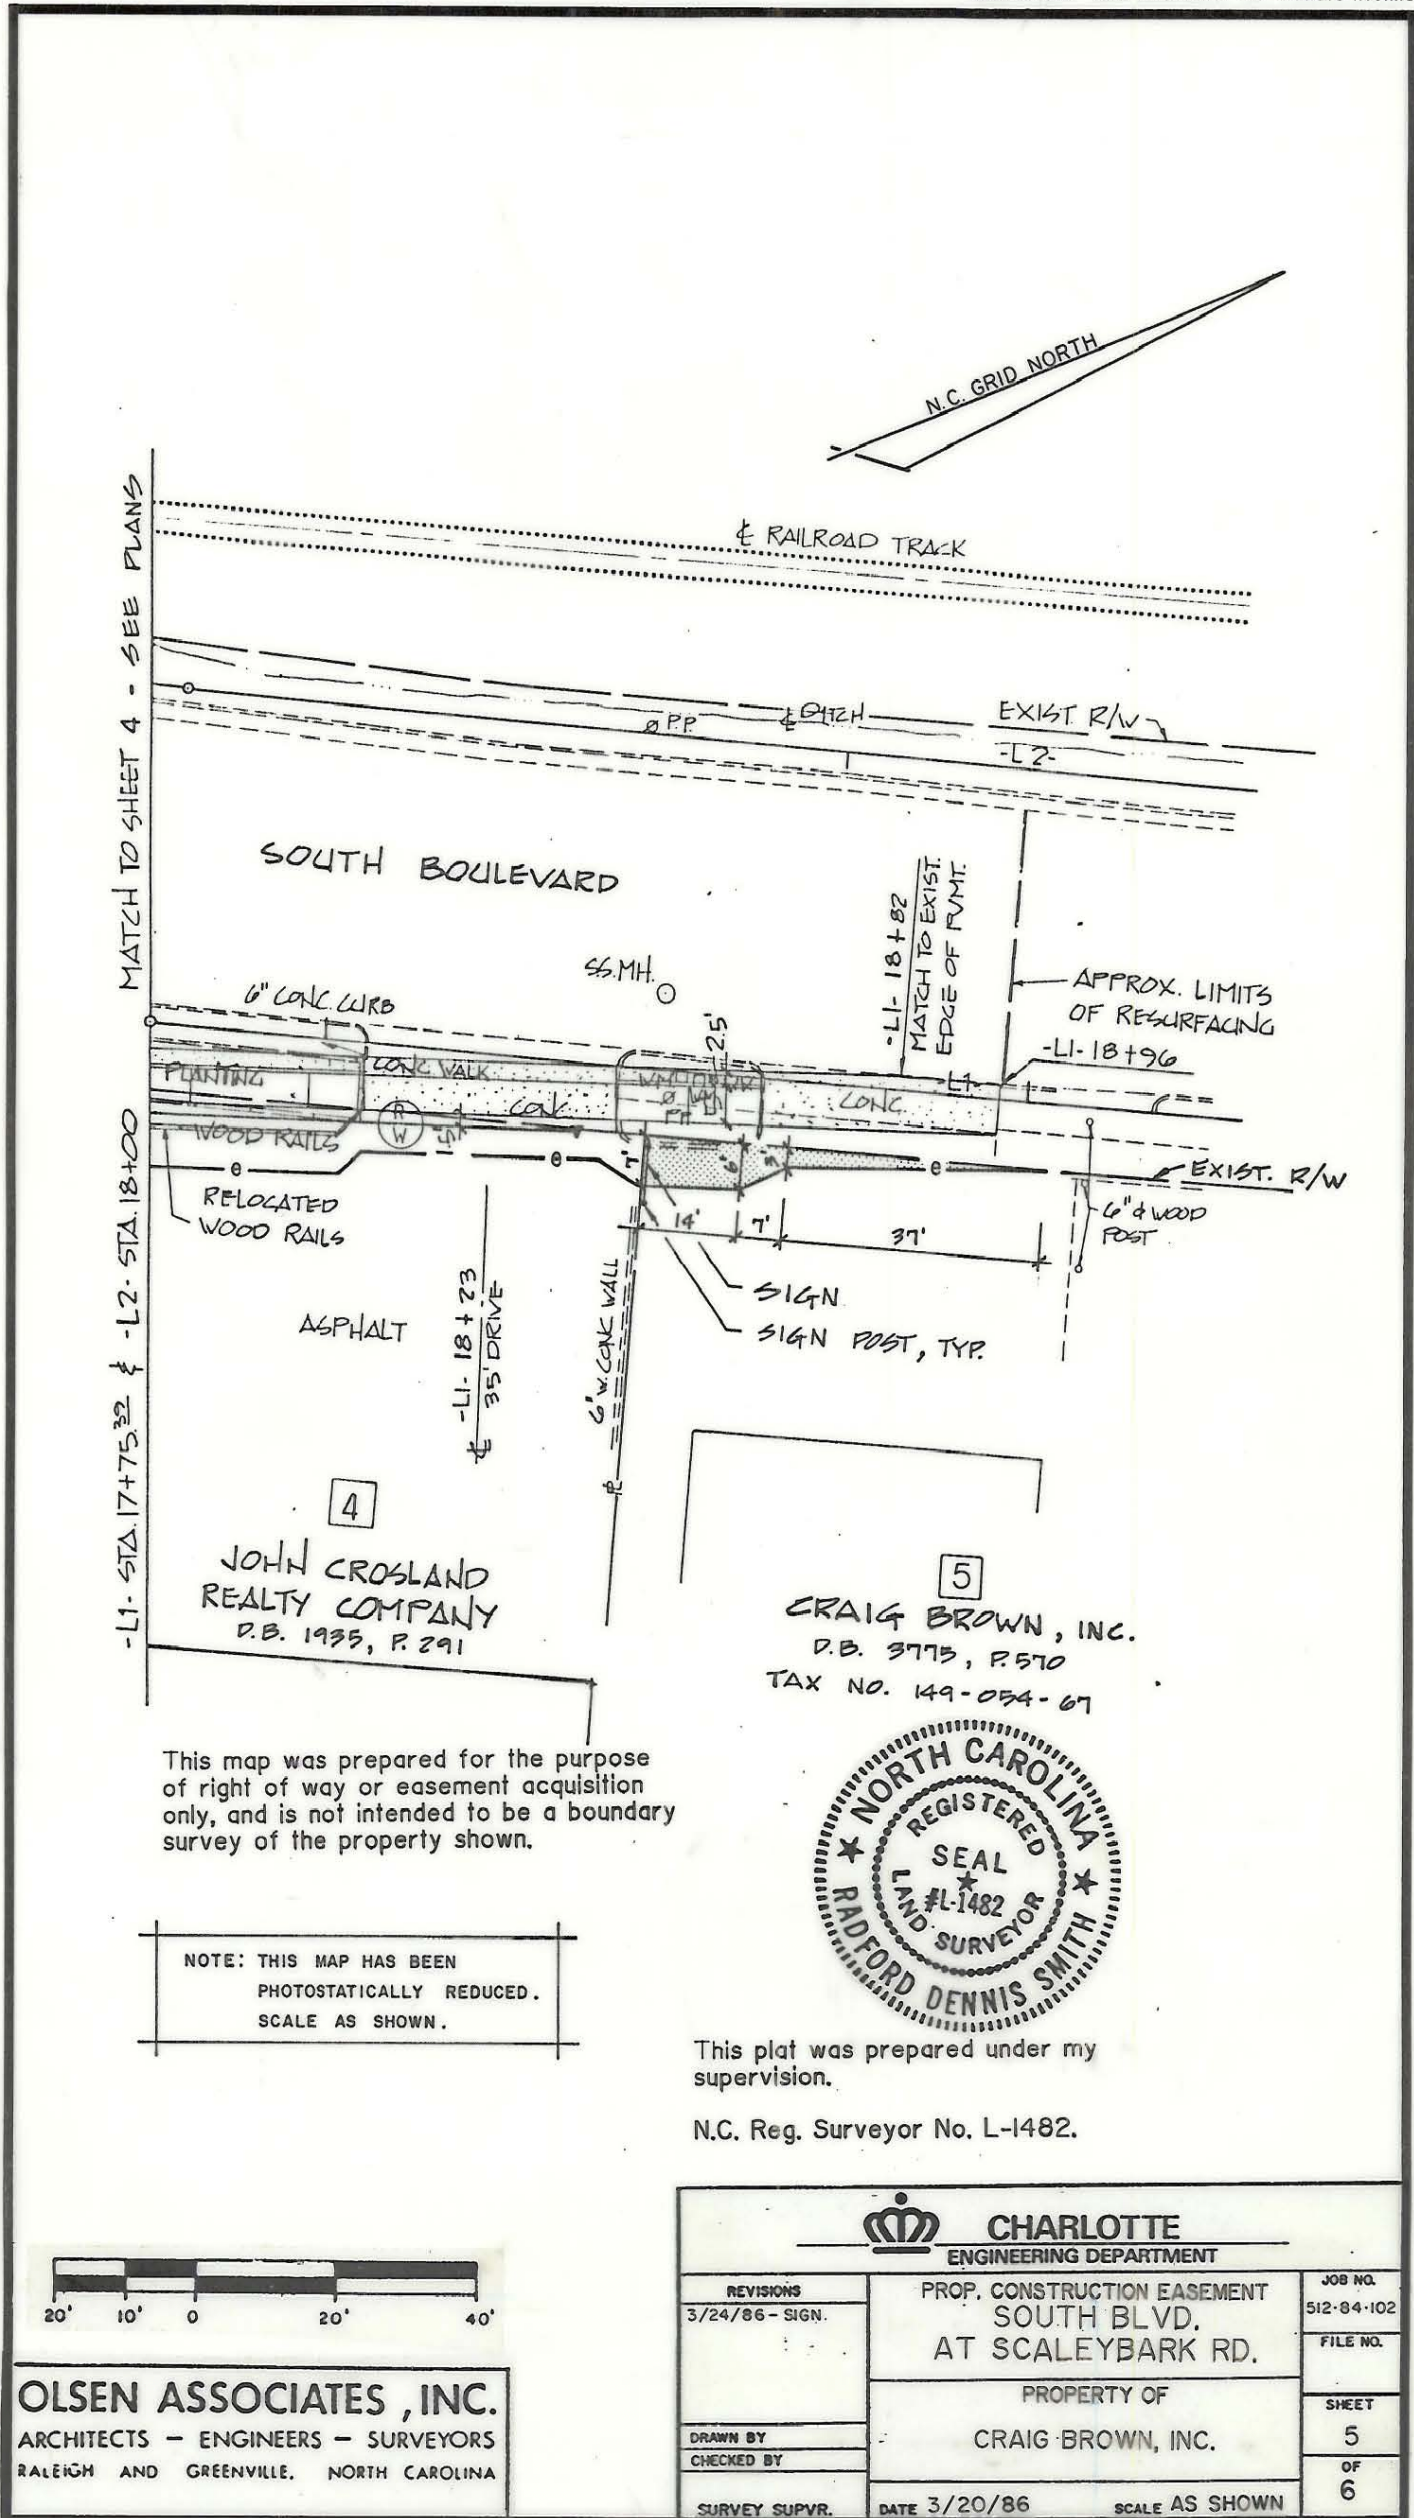 N.C. GRID NORTH
MATCH TO SHEET 4 - SEE PLANS
-L1- STA. 17+75.32 & -L2- STA. 18+00
℄ RAILROAD TRACK
P.P.
℄ DITCH
EXIST. R/W
-L2-
SOUTH BOULEVARD
SS.MH.
2.5'
-L1- 18+82
MATCH TO EXIST.
EDGE OF PVMT.
APPROX. LIMITS
OF RESURFACING
-L1- 18+96
6" CONC. CURB
PLANTING
CONC WALK
CONC.
-L1-
CONC
WOOD RAILS
R
W
1.5'
7'
6'
3'
e
e
e
EXIST. R/W
RELOCATED
WOOD RAILS
14'
7'
37'
6"ϕ WOOD
POST
SIGN
SIGN POST, TYP.
ASPHALT
℄ -L1- 18+23
35' DRIVE
6" W. CONC WALL
4
JOHN CROSLAND
REALTY COMPANY
D.B. 1935, P. 291
5
CRAIG BROWN, INC.
D.B. 3775, P. 570
TAX NO. 149-054-67
This map was prepared for the purpose
of right of way or easement acquisition
only, and is not intended to be a boundary
survey of the property shown.
NORTH CAROLINA
REGISTERED
SEAL
#L-1482
LAND SURVEYOR
RADFORD DENNIS SMITH
NOTE: THIS MAP HAS BEEN
PHOTOSTATICALLY REDUCED.
SCALE AS SHOWN.
This plat was prepared under my
supervision.
N.C. Reg. Surveyor No. L-1482.
20' 10' 0 20' 40'
OLSEN ASSOCIATES, INC.
ARCHITECTS - ENGINEERS - SURVEYORS
RALEIGH AND GREENVILLE, NORTH CAROLINA
CHARLOTTE
ENGINEERING DEPARTMENT
REVISIONS
3/24/86 - SIGN.
PROP. CONSTRUCTION EASEMENT
SOUTH BLVD.
AT SCALEYBARK RD.
JOB NO.
512-84-102
FILE NO.
PROPERTY OF
CRAIG BROWN, INC.
SHEET
5
OF
6
DRAWN BY
CHECKED BY
SURVEY SUPVR.
DATE 3/20/86
SCALE AS SHOWN